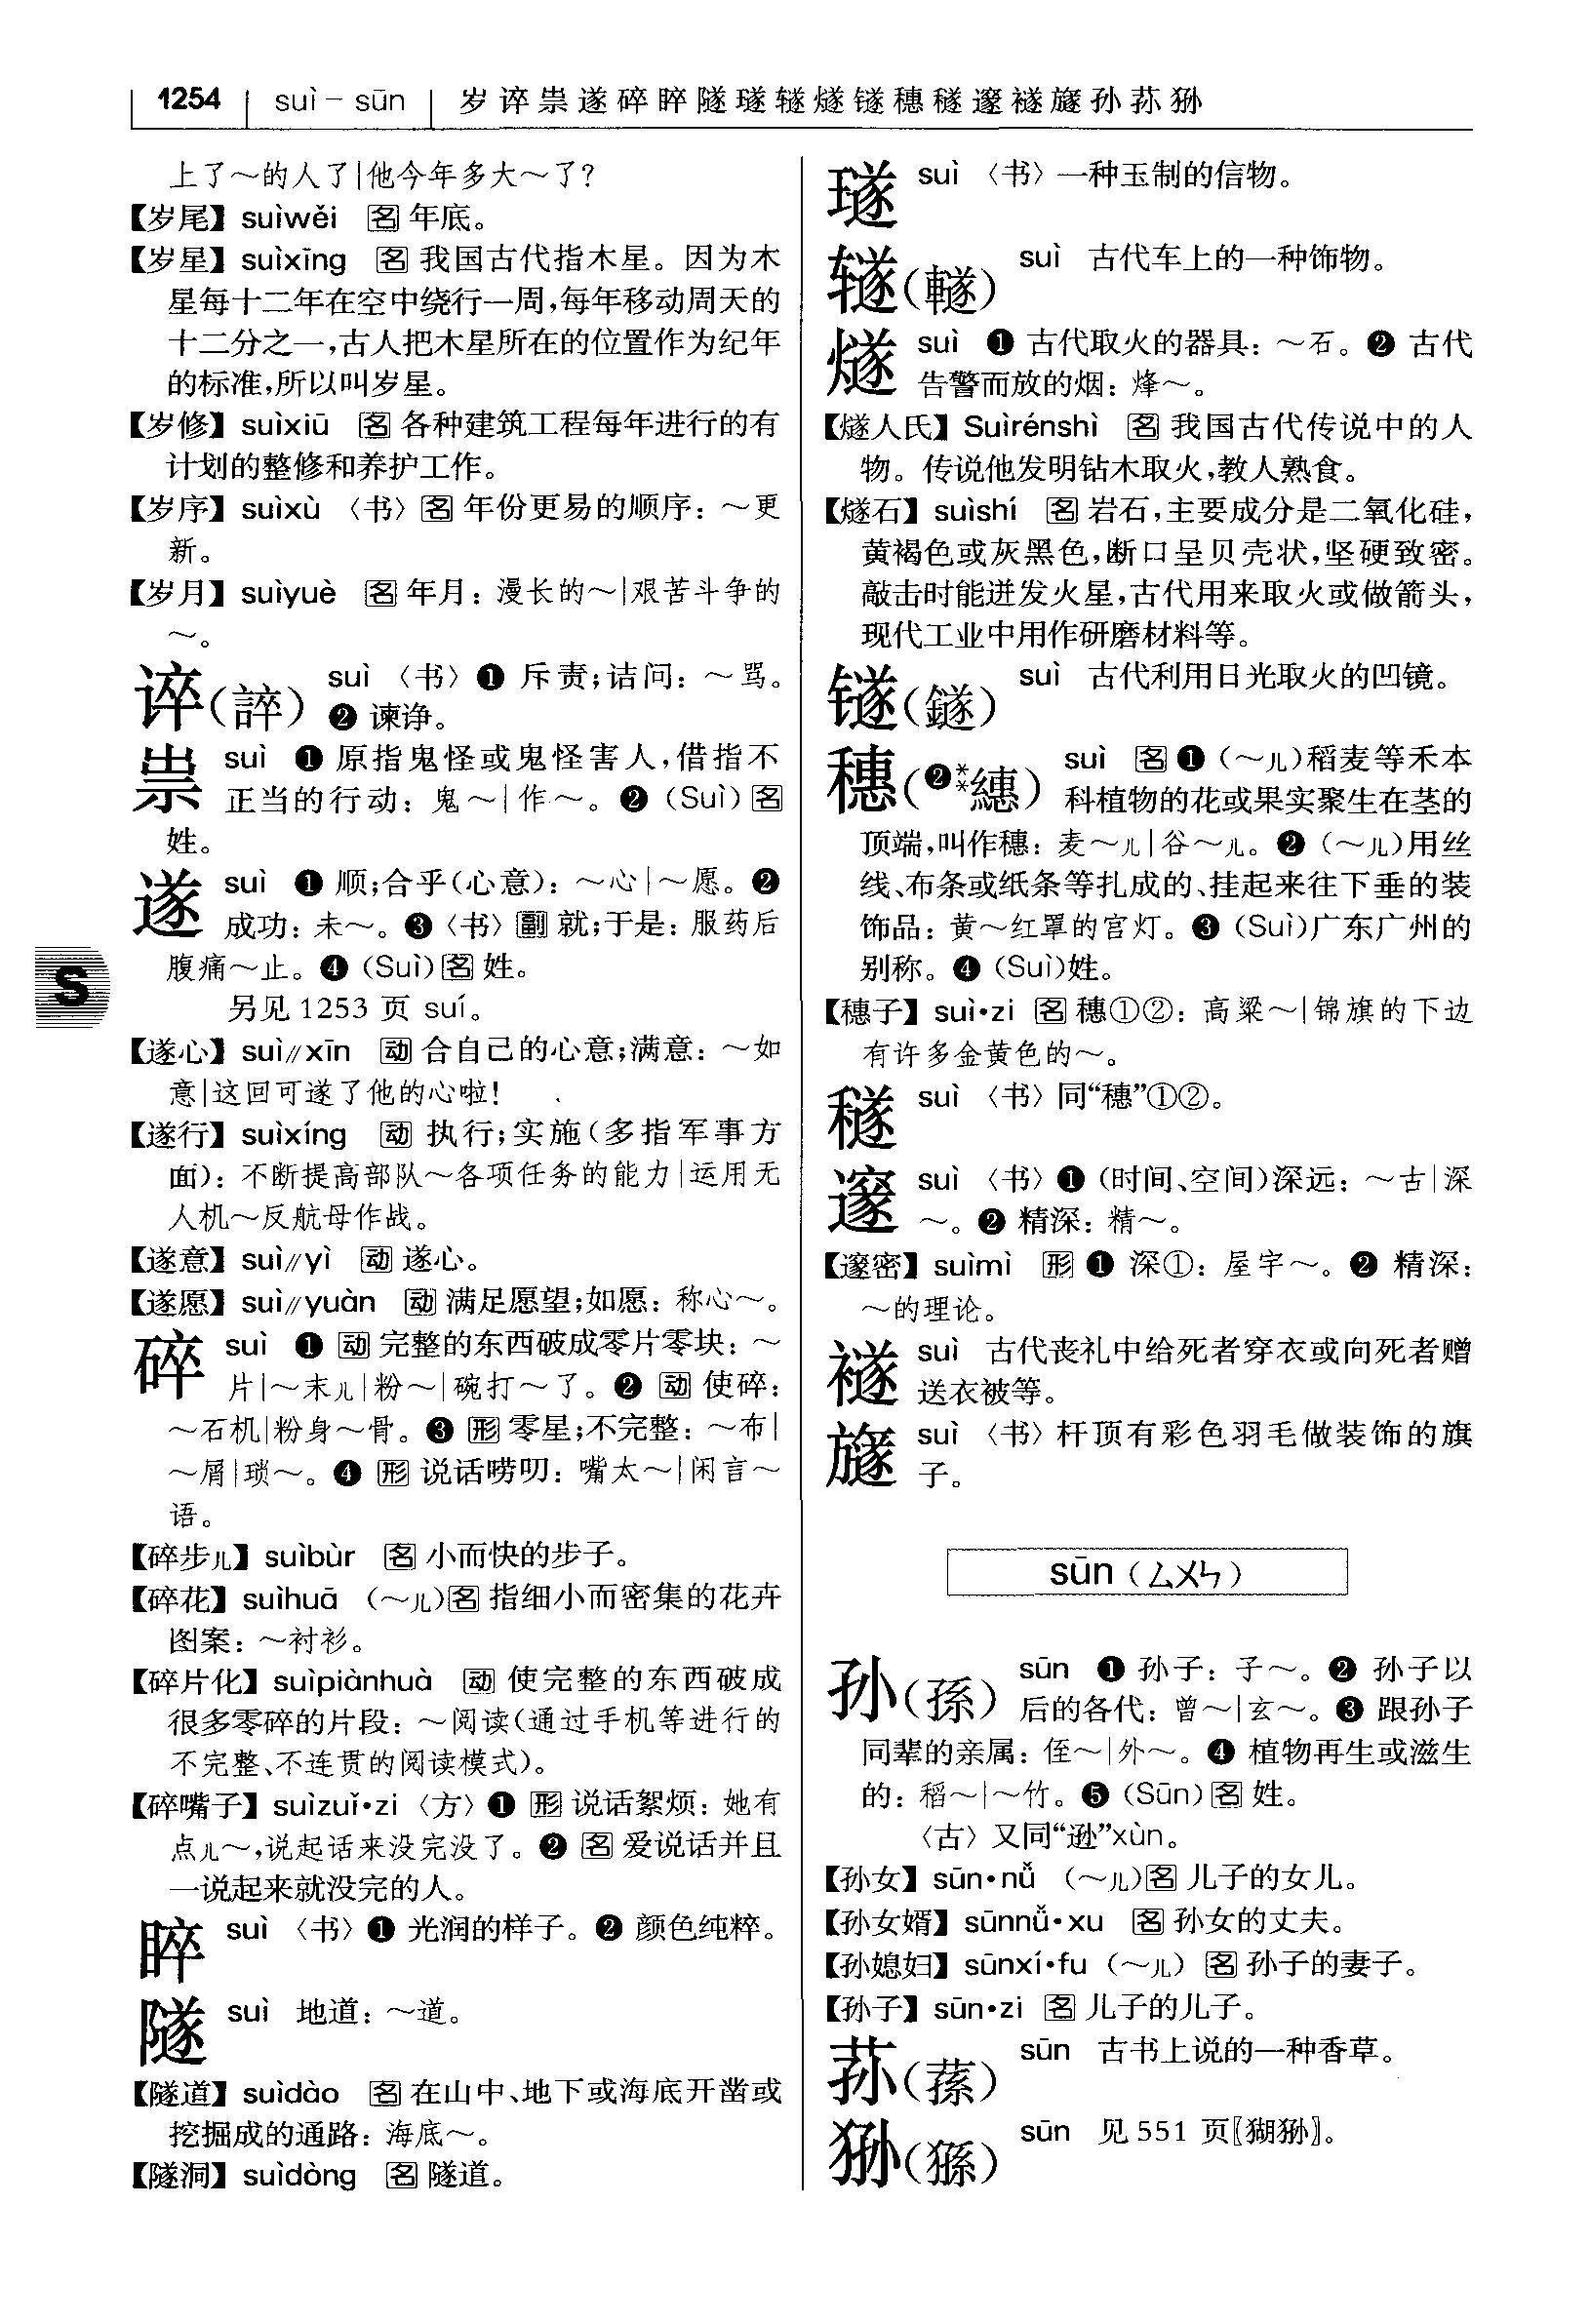 1254 suì－sūn 岁谇祟遂碎睟隧璲𨱏燧𨱔穗穟邃襚旞孙荪狲
上了～的人了|他今年多大～了?
【岁尾】suìwěi 名 年底。
【岁星】suìxīng 名 我国古代指木星。因为木
星每十二年在空中绕行一周,每年移动周天的
十二分之一,古人把木星所在的位置作为纪年
的标准,所以叫岁星。
【岁修】suìxiū 名 各种建筑工程每年进行的有
计划的整修和养护工作。
【岁序】suìxù 〈书〉名 年份更易的顺序：～更
新。
【岁月】suìyuè 名 年月：漫长的～|艰苦斗争的
～。
谇(誶) suì 〈书〉❶ 斥责;诘问：～骂。
❷ 谏诤。
祟 suì ❶ 原指鬼怪或鬼怪害人,借指不
正当的行动：鬼～|作～。❷ (Suì) 名
姓。
遂 suì ❶ 顺;合乎(心意)：～心|～愿。❷
成功：未～。❸〈书〉副 就;于是：服药后
腹痛～止。❹ (Suì) 名 姓。
另见 1253 页 suí。
【遂心】suì//xīn 动 合自己的心意;满意：～如
意|这回可遂了他的心啦!
【遂行】suìxíng 动 执行;实施(多指军事方
面)：不断提高部队～各项任务的能力|运用无
人机～反航母作战。
【遂意】suì//yì 动 遂心。
【遂愿】suì//yuàn 动 满足愿望;如愿：称心～。
碎 suì ❶ 动 完整的东西破成零片零块：～
片|～末儿|粉～|碗打～了。❷ 动 使碎：
～石机|粉身～骨。❸ 形 零星;不完整：～布|
～屑|琐～。❹ 形 说话唠叨：嘴太～|闲言～
语。
【碎步儿】suìbùr 名 小而快的步子。
【碎花】suìhuā (～儿)名 指细小而密集的花卉
图案：～衬衫。
【碎片化】suìpiànhuà 动 使完整的东西破成
很多零碎的片段：～阅读(通过手机等进行的
不完整、不连贯的阅读模式)。
【碎嘴子】suìzuǐ•zi 〈方〉❶ 形 说话絮烦：她有
点儿～,说起话来没完没了。❷ 名 爱说话并且
一说起来就没完的人。
睟 suì 〈书〉❶ 光润的样子。❷ 颜色纯粹。
隧 suì 地道：～道。
【隧道】suìdào 名 在山中、地下或海底开凿或
挖掘成的通路：海底～。
【隧洞】suìdòng 名 隧道。
璲 suì 〈书〉一种玉制的信物。
(䡵) suì 古代车上的一种饰物。
燧 suì ❶ 古代取火的器具：～石。❷ 古代
告警而放的烟：烽～。
【燧人氏】Suìrénshì 名 我国古代传说中的人
物。传说他发明钻木取火,教人熟食。
【燧石】suìshí 名 岩石,主要成分是二氧化硅,
黄褐色或灰黑色,断口呈贝壳状,坚硬致密。
敲击时能迸发火星,古代用来取火或做箭头,
现代工业中用作研磨材料等。
𨱔(鐩) suì 古代利用日光取火的凹镜。
穗(❷**繐) suì 名 ❶ (～儿)稻麦等禾本
科植物的花或果实聚生在茎的
顶端,叫作穗：麦～儿|谷～儿。❷ (～儿)用丝
线、布条或纸条等扎成的、挂起来往下垂的装
饰品：黄～红罩的宫灯。❸ (Suì)广东广州的
别称。❹ (Suì)姓。
【穗子】suì•zi 名 穗①②：高粱～|锦旗的下边
有许多金黄色的～。
穟 suì 〈书〉同“穗”①②。
邃 suì 〈书〉❶ (时间、空间)深远：～古|深
～。❷ 精深：精～。
【邃密】suìmì 形 ❶ 深①：屋宇～。❷ 精深：
～的理论。
襚 suì 古代丧礼中给死者穿衣或向死者赠
送衣被等。
旞 suì 〈书〉杆顶有彩色羽毛做装饰的旗
子。
sūn (ㄙㄨㄣ)
孙(孫) sūn ❶ 孙子：子～。❷ 孙子以
后的各代：曾～|玄～。❸ 跟孙子
同辈的亲属：侄～|外～。❹ 植物再生或滋生
的：稻～|～竹。❺ (Sūn) 名 姓。
〈古〉又同“逊”xùn。
【孙女】sūn•nǚ (～儿)名 儿子的女儿。
【孙女婿】sūnnǚ•xu 名 孙女的丈夫。
【孙媳妇】sūnxí•fu (～儿) 名 孙子的妻子。
【孙子】sūn•zi 名 儿子的儿子。
荪(蓀) sūn 古书上说的一种香草。
狲(猻) sūn 见 551 页〖猢狲〗。
S